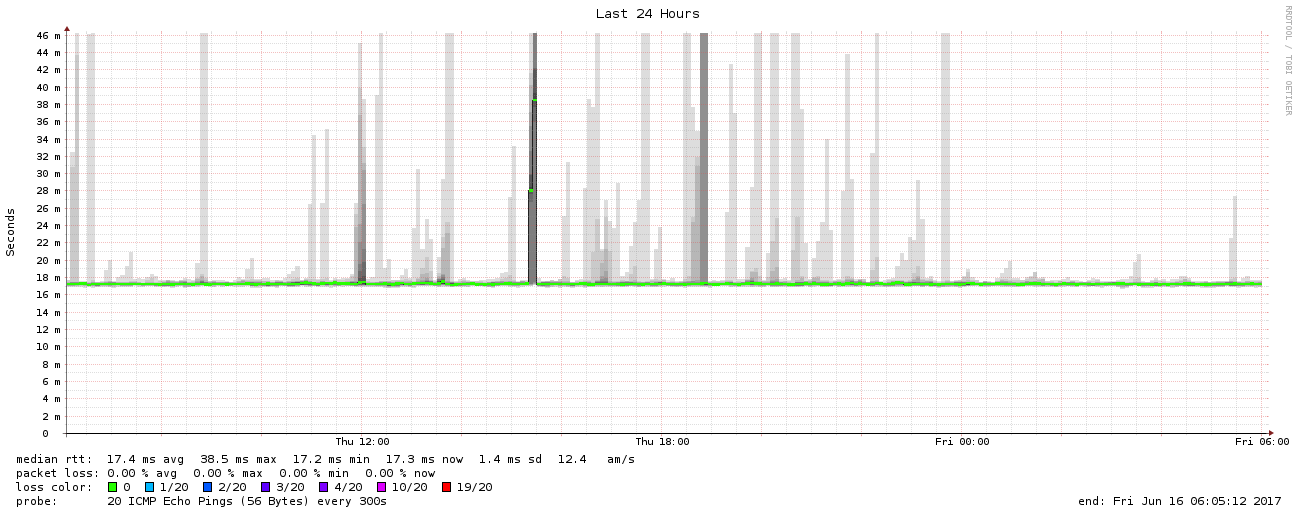 Last 24 Hours
RRDTOOL / TOBI OETIKER
Seconds
46 m
44 m
42 m
40 m
38 m
36 m
34 m
32 m
30 m
28 m
26 m
24 m
22 m
20 m
18 m
16 m
14 m
12 m
10 m
8 m
6 m
4 m
2 m
0
Thu 12:00 Thu 18:00 Fri 00:00 Fri 06:00
median rtt: 17.4 ms avg 38.5 ms max 17.2 ms min 17.3 ms now 1.4 ms sd 12.4 am/s
packet loss: 0.00 % avg 0.00 % max 0.00 % min 0.00 % now
loss color: 0 1/20 2/20 3/20 4/20 10/20 19/20
probe: 20 ICMP Echo Pings (56 Bytes) every 300s end: Fri Jun 16 06:05:12 2017